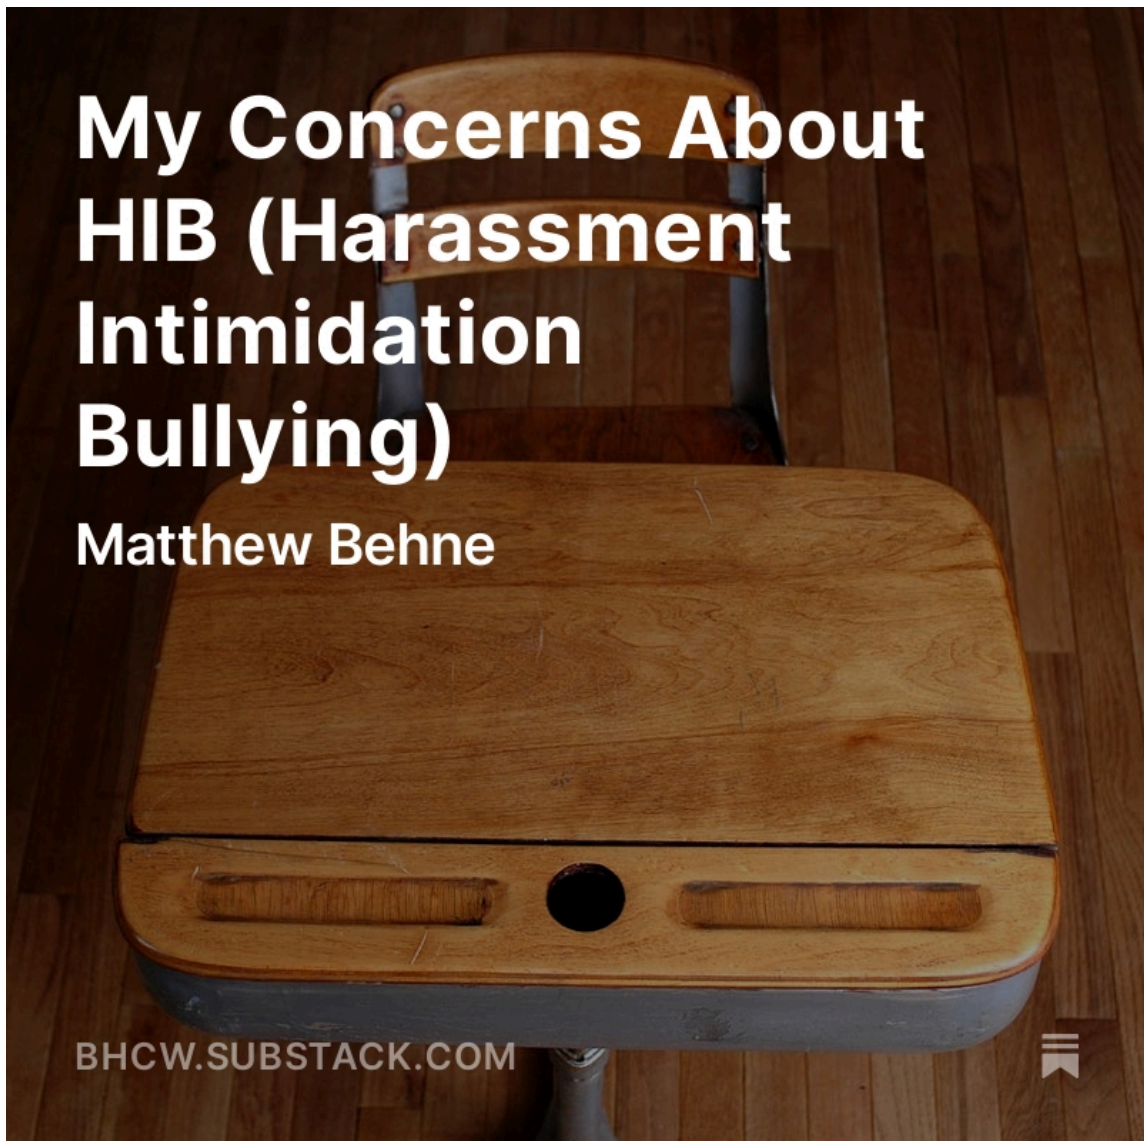 My Concerns About
HIB (Harassment
Intimidation
Bullying)
Matthew Behne
BHCW.SUBSTACK.COM